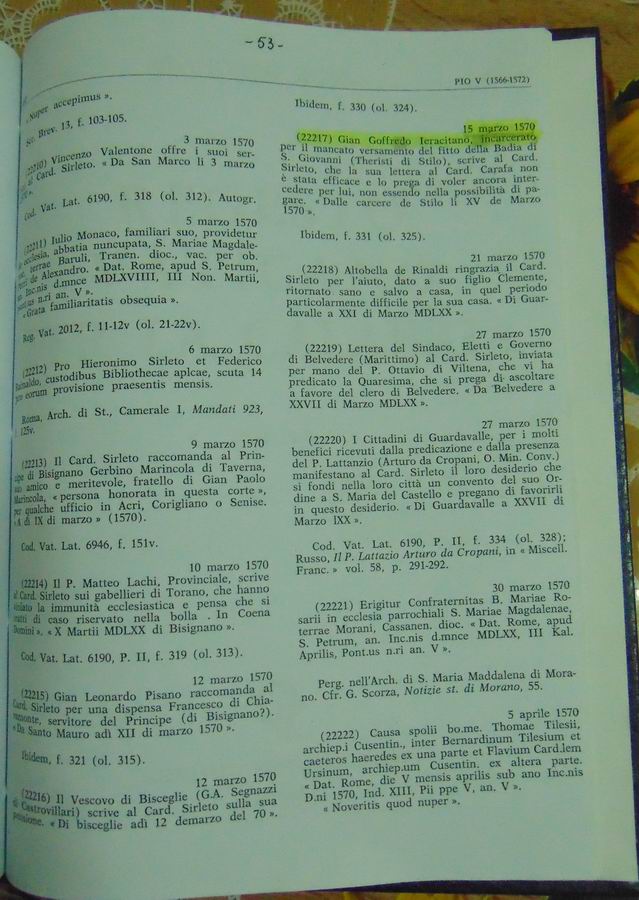 -53-
PIO V (1566-1572)
«Nuper accepimus».
Brev. 13, f. 103-105.
3 marzo 1570
Vincenzo Valentone offre i suoi ser-
al Card. Sirleto. «Da San Marco li 3 marzo
Cod. Vat. Lat. 6190, f. 318 (ol. 312). Autogr.
5 marzo 1570
(22211) Iulio Monaco, familiari suo, providetur
ecclesia, abbatia nuncupata, S. Mariae Magdale-
terrae Baruli, Tranen. dioc., vac. per ob.
de Alexandro. «Dat. Rome, apud S. Petrum,
Inc.nis d.mnce MDLXVIIII, III Non. Martii,
n.ri an. V».
«Grata familiaritatis obsequia».
Reg. Vat. 2012, f. 11-12v (ol. 21-22v).
6 marzo 1570
(22212) Pro Hieronimo Sirleto et Federico
Rainaldo, custodibus Bibliothecae aplcae, scuta 14
pro eorum provisione praesentis mensis.
Roma, Arch. di St., Camerale I, Mandati 923,
125v.
9 marzo 1570
(22213) Il Card. Sirleto raccomanda al Prin-
cipe di Bisignano Gerbino Marincola di Taverna,
suo amico e meritevole, fratello di Gian Paolo
Marincola, «persona honorata in questa corte»,
per qualche ufficio in Acri, Corigliano o Senise.
«A dì IX di marzo» (1570).
Cod. Vat. Lat. 6946, f. 151v.
10 marzo 1570
(22214) Il P. Matteo Lachi, Provinciale, scrive
al Card. Sirleto sui gabellieri di Torano, che hanno
violato la immunità ecclesiastica e pensa che si
tratti di caso riservato nella bolla . In Coena
Domini». «X Martii MDLXX di Bisignano».
Cod. Vat. Lat. 6190, P. II, f. 319 (ol. 313).
12 marzo 1570
(22215) Gian Leonardo Pisano raccomanda al
Card. Sirleto per una dispensa Francesco di Chia-
ramonte, servitore del Principe (di Bisignano?).
«Da Santo Mauro adì XII di marzo 1570».
Ibidem, f. 321 (ol. 315).
12 marzo 1570
(22216) Il Vescovo di Bisceglie (G.A. Segnazzi
di Castrovillari) scrive al Card. Sirleto sulla sua
pensione. «Di bisceglie adì 12 demarzo del 70».
Ibidem, f. 330 (ol. 324).
15 marzo 1570
(22217) Gian Goffredo Ieracitano, incarcerato
per il mancato versamento del fitto della Badia di
S. Giovanni (Theristi di Stilo), scrive al Card.
Sirleto, che la sua lettera al Card. Carafa non
è stata efficace e lo prega di voler ancora inter-
cedere per lui, non essendo nella possibilità di pa-
gare. «Dalle carcere de Stilo li XV de Marzo
1570».
Ibidem, f. 331 (ol. 325).
21 marzo 1570
(22218) Altobella de Rinaldi ringrazia il Card.
Sirleto per l'aiuto, dato a suo figlio Clemente,
ritornato sano e salvo a casa, in quel periodo
particolarmente difficile per la sua casa. «Di Guar-
davalle a XXI di Marzo MDLXX».
27 marzo 1570
(22219) Lettera del Sindaco, Eletti e Governo
di Belvedere (Marittimo) al Card. Sirleto, inviata
per mano del P. Ottavio di Viltena, che vi ha
predicato la Quaresima, che si prega di ascoltare
a favore del clero di Belvedere. «Da Belvedere a
XXVII di Marzo MDLXX».
27 marzo 1570
(22220) I Cittadini di Guardavalle, per i molti
benefici ricevuti dalla predicazione e dalla presenza
del P. Lattanzio (Arturo da Cropani, O. Min. Conv.)
manifestano al Card. Sirleto il loro desiderio che
si fondi nella loro città un convento del suo Or-
dine a S. Maria del Castello e pregano di favorirli
in questo desiderio. «Di Guardavalle a XXVII di
Marzo lXX».
Cod. Vat. Lat. 6190, P. II, f. 334 (ol. 328);
Russo, Il P. Lattazio Arturo da Cropani, in «Miscell.
Franc.» vol. 58, p. 291-292.
30 marzo 1570
(22221) Erigitur Confraternitas B. Mariae Ro-
sarii in ecclesia parrochiali S. Mariae Magdalenae,
terrae Morani, Cassanen. dioc. «Dat. Rome, apud
S. Petrum, an. Inc.nis d.mnce MDLXX, III Kal.
Aprilis, Pont.us n.ri an. V».
Perg. nell'Arch. di S. Maria Maddalena di Mora-
no. Cfr. G. Scorza, Notizie st. di Morano, 55.
5 aprile 1570
(22222) Causa spolii bo.me. Thomae Tilesii,
archiep.i Cusentin., inter Bernardinum Tilesium et
caeteros haeredes ex una parte et Flavium Card.lem
Ursinum, archiep.um Cusentin. ex altera parte.
«Dat. Rome, die V mensis aprilis sub ano Inc.nis
D.ni 1570, Ind. XIII, Pii ppe V, an. V».
«Noveritis quod nuper».